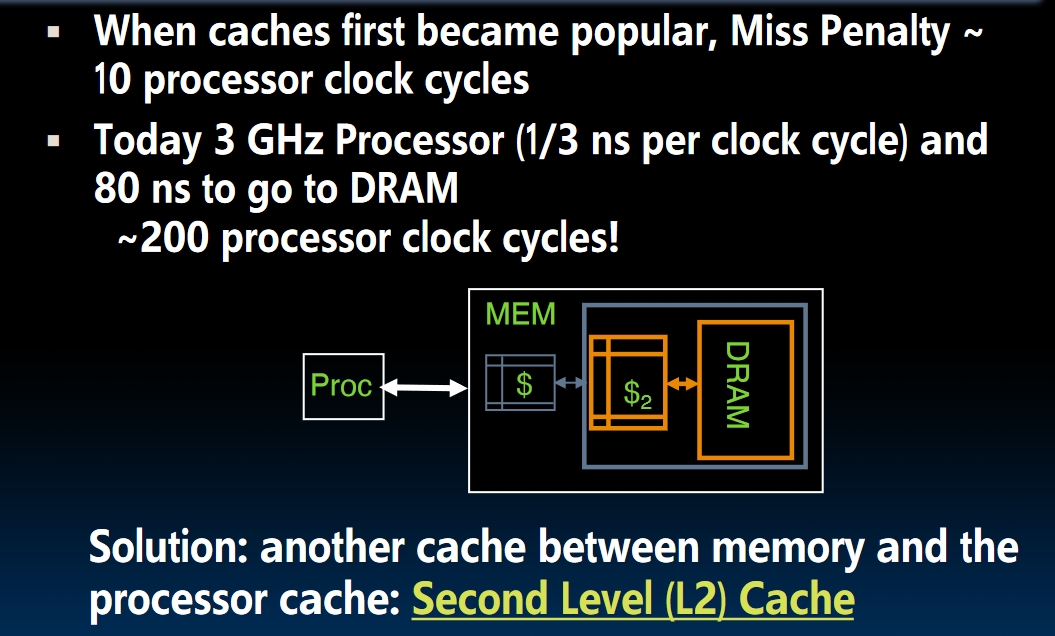 ▪ When caches first became popular, Miss Penalty ~
10 processor clock cycles
▪ Today 3 GHz Processor (1/3 ns per clock cycle) and
80 ns to go to DRAM
~200 processor clock cycles!
MEM
Proc
$
$₂
DRAM
Solution: another cache between memory and the
processor cache: Second Level (L2) Cache